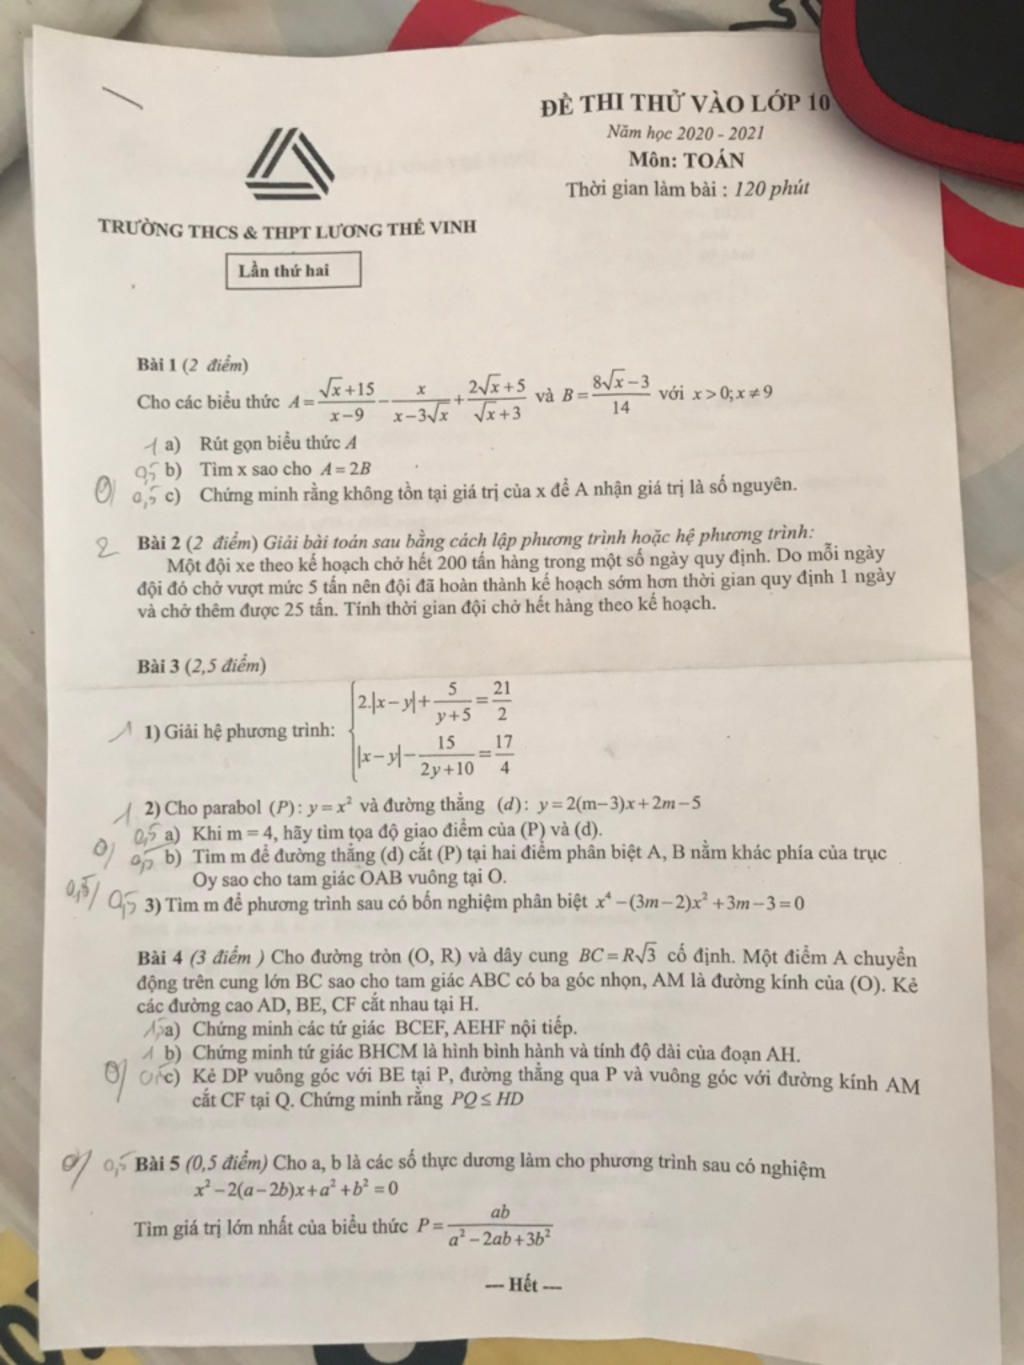 ĐỀ THI THỬ VÀO LỚP 10
Năm học 2020 - 2021
Môn: TOÁN
Thời gian làm bài : 120 phút
TRƯỜNG THCS & THPT LƯƠNG THẾ VINH
Lần thứ hai
Bài 1 (2 điểm)
Cho các biểu thức A = (√x+15)/(x−9) − x/(x−3√x) + (2√x+5)/(√x+3) và B = (8√x−3)/14 với x > 0; x ≠ 9
1 a) Rút gọn biểu thức A
0,5 b) Tìm x sao cho A = 2B
0,5 c) Chứng minh rằng không tồn tại giá trị của x để A nhận giá trị là số nguyên.
2 Bài 2 (2 điểm) Giải bài toán sau bằng cách lập phương trình hoặc hệ phương trình:
Một đội xe theo kế hoạch chở hết 200 tấn hàng trong một số ngày quy định. Do mỗi ngày
đội đó chở vượt mức 5 tấn nên đội đã hoàn thành kế hoạch sớm hơn thời gian quy định 1 ngày
và chở thêm được 25 tấn. Tính thời gian đội chở hết hàng theo kế hoạch.
Bài 3 (2,5 điểm)
1 1) Giải hệ phương trình: { 2.|x−y| + 5/(y+5) = 21/2
|x−y| − 15/(2y+10) = 17/4
1 2) Cho parabol (P): y = x² và đường thẳng (d): y = 2(m−3)x + 2m − 5
0,5 a) Khi m = 4, hãy tìm tọa độ giao điểm của (P) và (d).
0,5 b) Tìm m để đường thẳng (d) cắt (P) tại hai điểm phân biệt A, B nằm khác phía của trục
Oy sao cho tam giác OAB vuông tại O.
0,5/ 0,5 3) Tìm m để phương trình sau có bốn nghiệm phân biệt x⁴ − (3m−2)x² + 3m − 3 = 0
Bài 4 (3 điểm ) Cho đường tròn (O, R) và dây cung BC = R√3 cố định. Một điểm A chuyển
động trên cung lớn BC sao cho tam giác ABC có ba góc nhọn, AM là đường kính của (O). Kẻ
các đường cao AD, BE, CF cắt nhau tại H.
a) Chứng minh các tứ giác BCEF, AEHF nội tiếp.
1 b) Chứng minh tứ giác BHCM là hình bình hành và tính độ dài của đoạn AH.
c) Kẻ DP vuông góc với BE tại P, đường thẳng qua P và vuông góc với đường kính AM
cắt CF tại Q. Chứng minh rằng PQ ≤ HD
0,5 Bài 5 (0,5 điểm) Cho a, b là các số thực dương làm cho phương trình sau có nghiệm
x² − 2(a−2b)x + a² + b² = 0
Tìm giá trị lớn nhất của biểu thức P = ab/(a² − 2ab + 3b²)
--- Hết ---